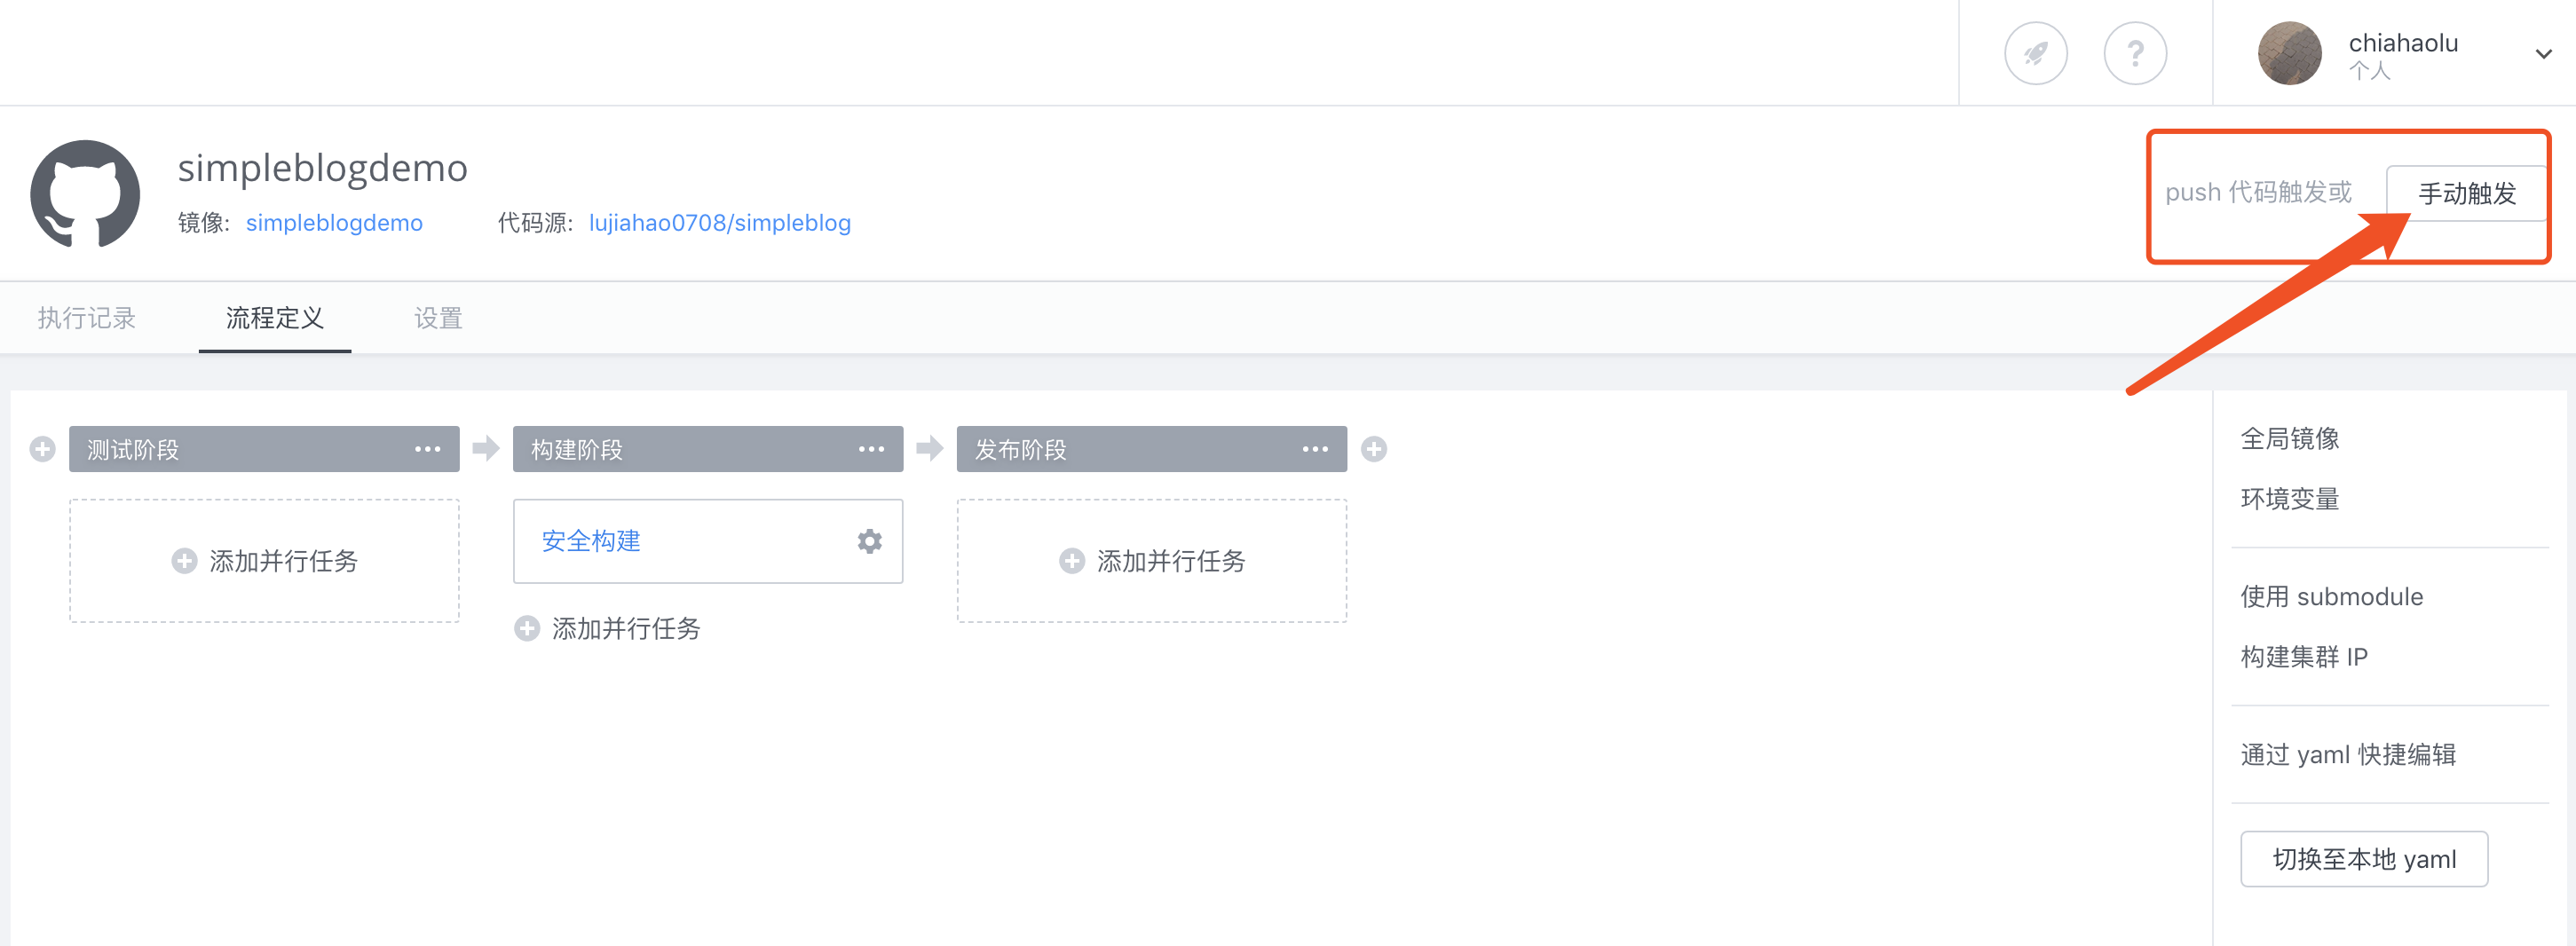 chiahaolu
个人
simpleblogdemo
镜像: simpleblogdemo 代码源: lujiahao0708/simpleblog
push 代码触发或 手动触发
执行记录 流程定义 设置
测试阶段 构建阶段 发布阶段
添加并行任务 安全构建 添加并行任务
添加并行任务
全局镜像
环境变量
使用 submodule
构建集群 IP
通过 yaml 快捷编辑
切换至本地 yaml